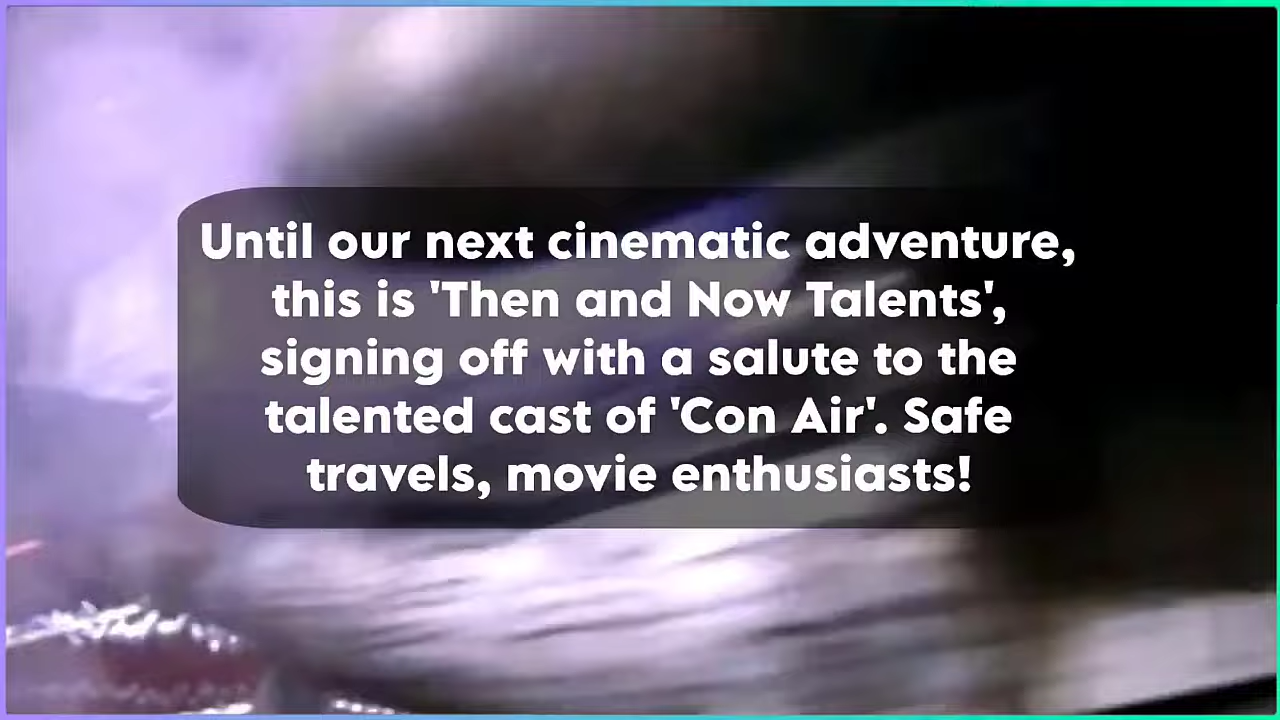 Until our next cinematic adventure,
this is 'Then and Now Talents',
signing off with a salute to the
talented cast of 'Con Air'. Safe
travels, movie enthusiasts!